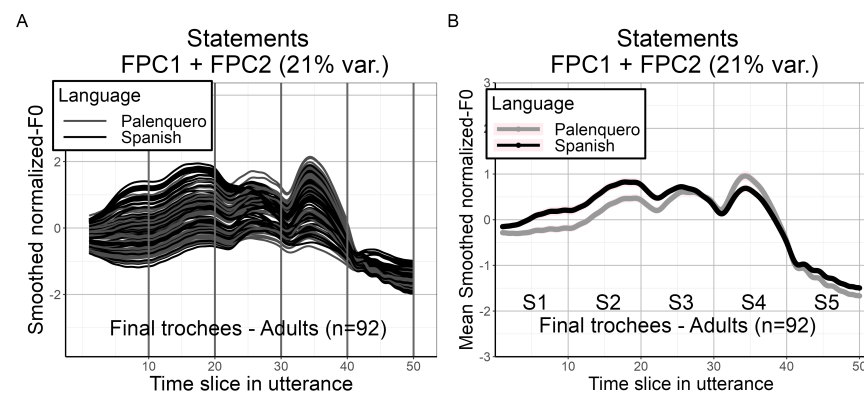 A
Statements
FPC1 + FPC2 (21% var.)
Language
Palenquero
Spanish
Smoothed normalized-F0
2
0
-2
Final trochees - Adults (n=92)
10 20 30 40 50
Time slice in utterance
B
Statements
FPC1 + FPC2 (21% var.)
Language
Palenquero
Spanish
Mean Smoothed normalized-F0
3
2
1
0
-1
-2
-3
S1 S2 S3 S4 S5
Final trochees - Adults (n=92)
10 20 30 40 50
Time slice in utterance